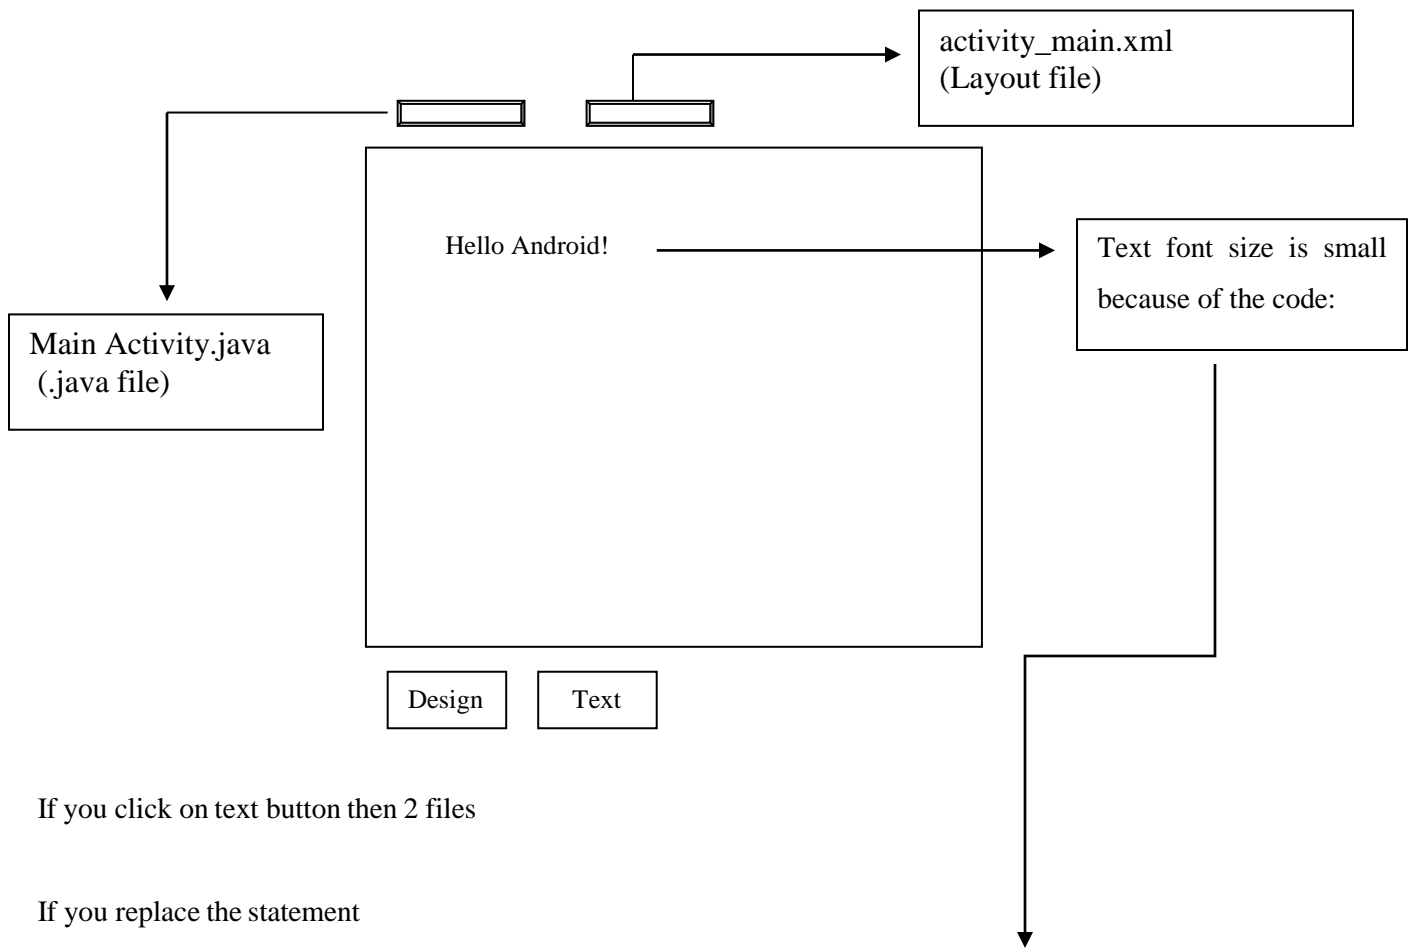 activity_main.xml
(Layout file)
Hello Android!
Text font size is small
because of the code:
Main Activity.java
(.java file)
Design
Text
If you click on text button then 2 files
If you replace the statement